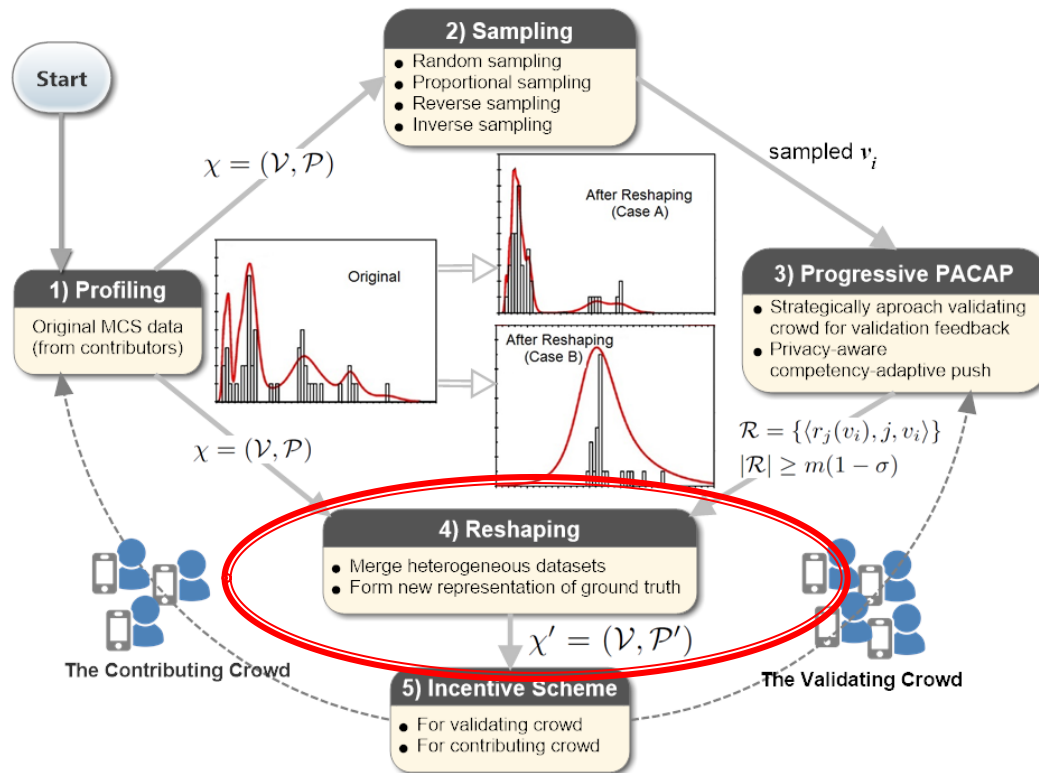 Start
2) Sampling
● Random sampling
● Proportional sampling
● Reverse sampling
● Inverse sampling
χ = (𝒱, 𝒫)
sampled v_i
1) Profiling
Original MCS data
(from contributors)
Original
After Reshaping
(Case A)
After Reshaping
(Case B)
3) Progressive PACAP
● Strategically aproach validating
crowd for validation feedback
● Privacy-aware
competency-adaptive push
χ = (𝒱, 𝒫)
ℛ = {⟨r_j(v_i), j, v_i⟩}
|ℛ| ≥ m(1 − σ)
4) Reshaping
● Merge heterogeneous datasets
● Form new representation of ground truth
χ′ = (𝒱, 𝒫′)
The Contributing Crowd
The Validating Crowd
5) Incentive Scheme
● For validating crowd
● For contributing crowd